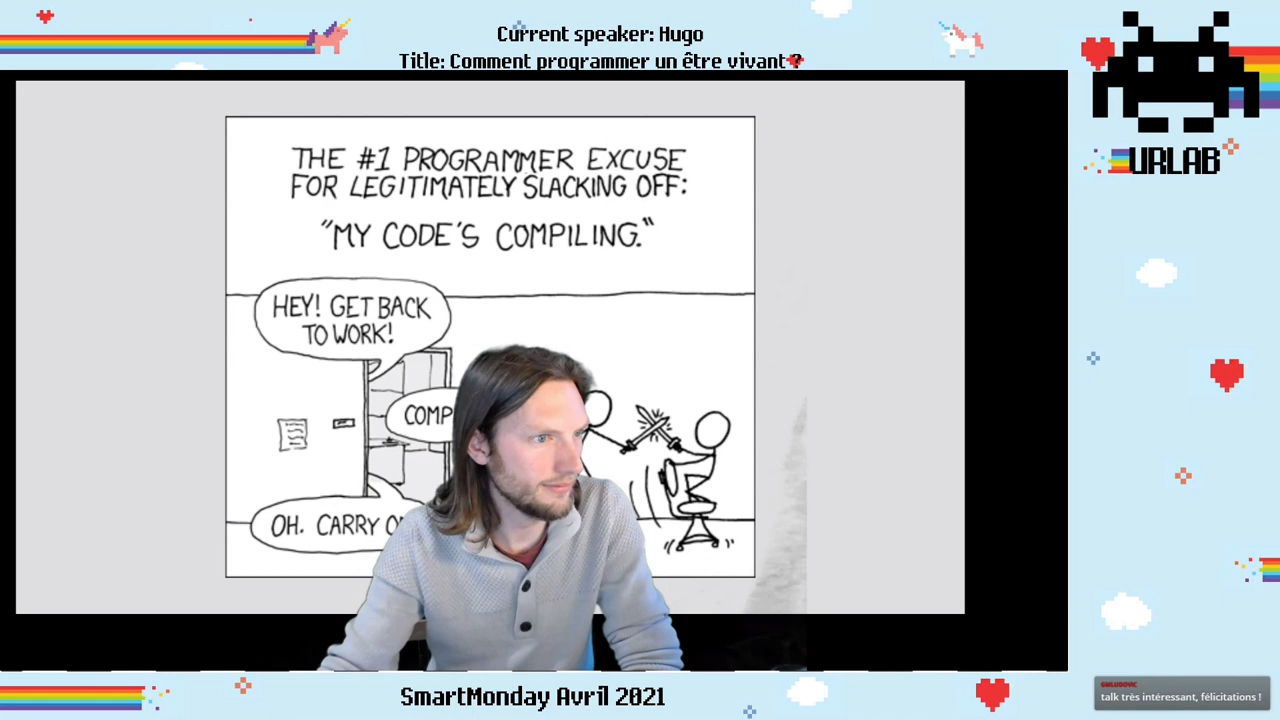 Current speaker: Hugo
Title: Comment programmer un être vivant ?
URLAB
THE #1 PROGRAMMER EXCUSE
FOR LEGITIMATELY SLACKING OFF:
"MY CODE'S COMPILING."
HEY! GET BACK
TO WORK!
OH. CARRY
SmartMonday Avril 2021
talk très intéressant, félicitations !